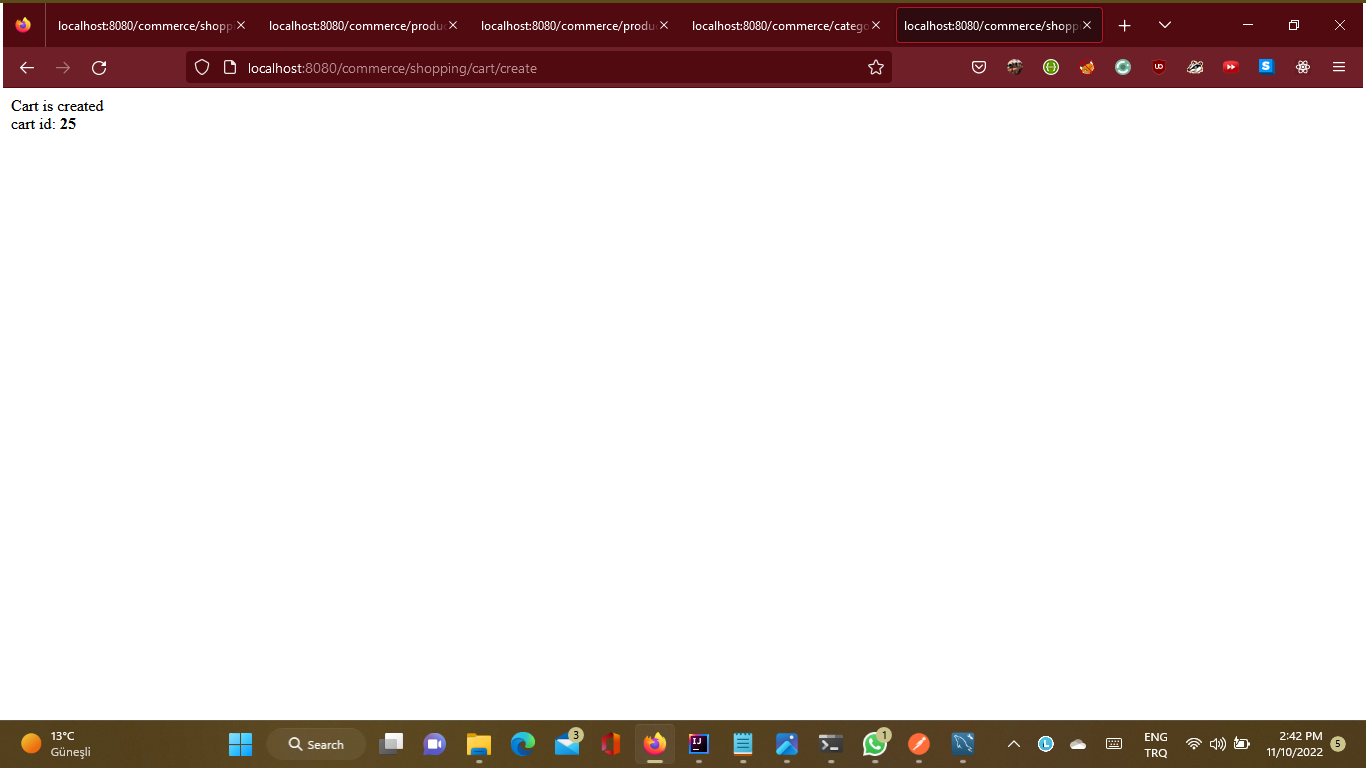 localhost:8080/commerce/shopp
localhost:8080/commerce/produc
localhost:8080/commerce/produc
localhost:8080/commerce/catego
localhost:8080/commerce/shopp
localhost:8080/commerce/shopping/cart/create
Cart is created
cart id: 25
13°C
Güneşli
Search
3
1
ENG
TRQ
2:42 PM
11/10/2022
5